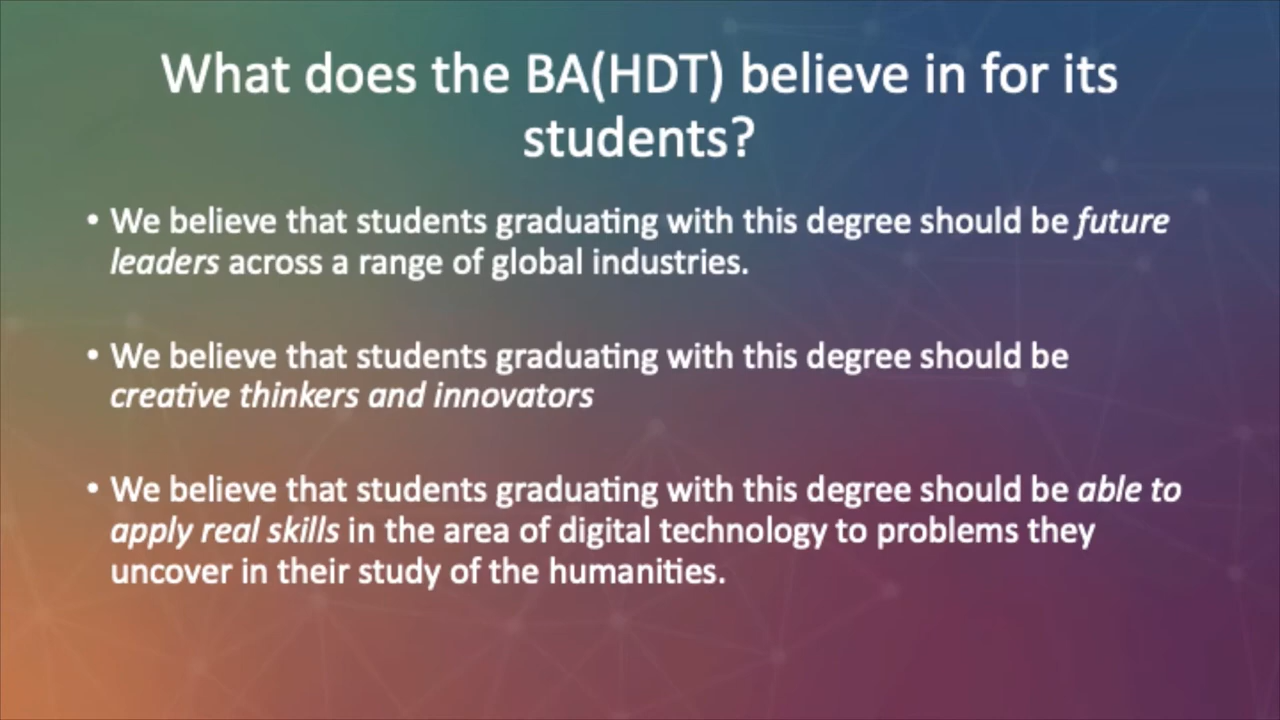 What does the BA(HDT) believe in for its
students?
• We believe that students graduating with this degree should be future
leaders across a range of global industries.
• We believe that students graduating with this degree should be
creative thinkers and innovators
• We believe that students graduating with this degree should be able to
apply real skills in the area of digital technology to problems they
uncover in their study of the humanities.